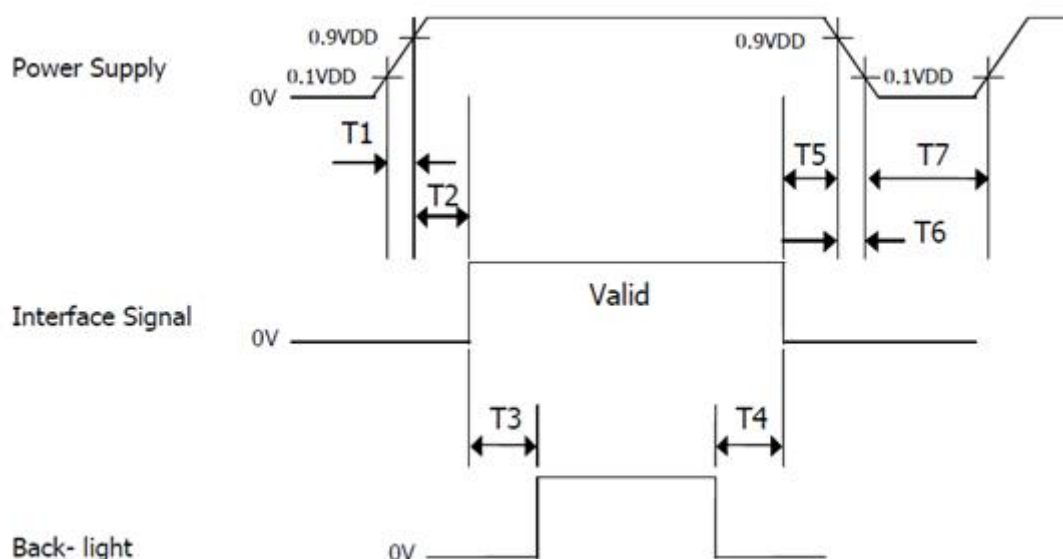 0.9VDD
0.9VDD
Power Supply
0.1VDD
0.1VDD
0V
T1
T5
T7
T2
T6
Valid
Interface Signal
0V
T3
T4
Back- light
0V